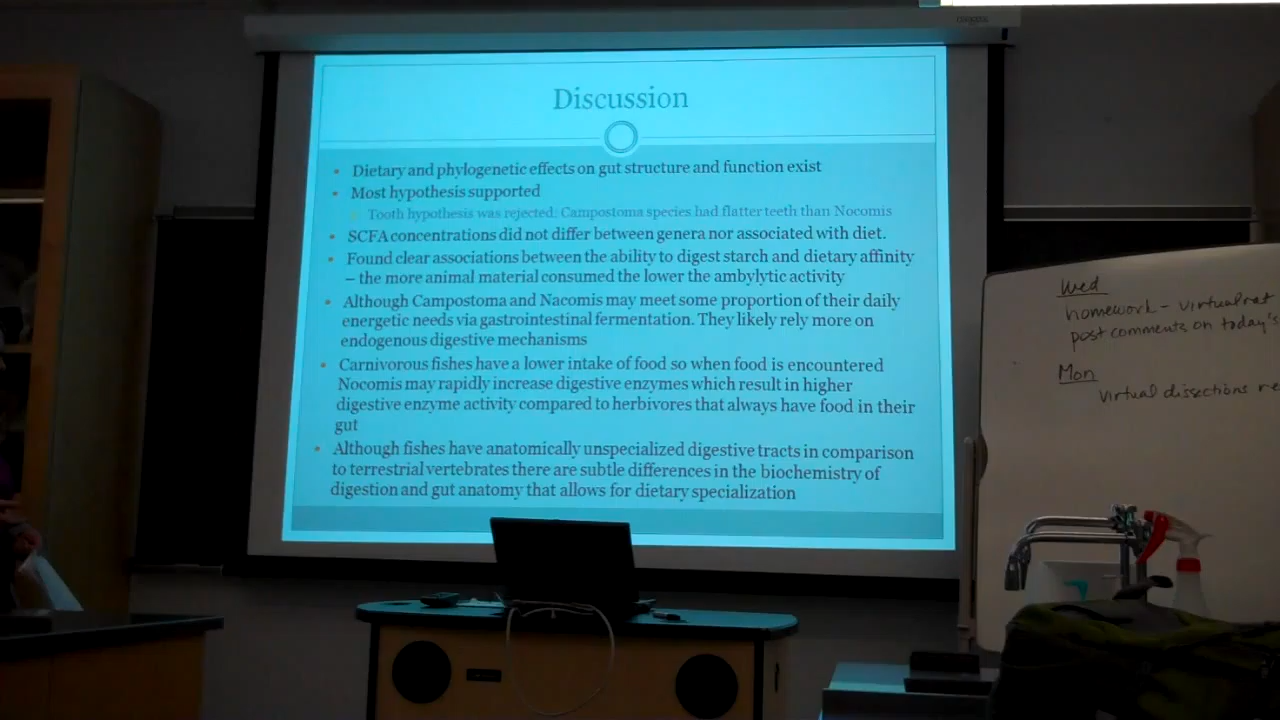 Discussion
Dietary and phylogenetic effects on gut structure and function exist
Most hypothesis supported
Tooth hypothesis was rejected; Campostoma species had flatter teeth than Nocomis
SCFA concentrations did not differ between genera nor associated with diet.
Found clear associations between the ability to digest starch and dietary affinity
– the more animal material consumed the lower the ambylytic activity
Although Campostoma and Nacomis may meet some proportion of their daily
energetic needs via gastrointestinal fermentation. They likely rely more on
endogenous digestive mechanisms
Carnivorous fishes have a lower intake of food so when food is encountered
Nocomis may rapidly increase digestive enzymes which result in higher
digestive enzyme activity compared to herbivores that always have food in their
gut
Although fishes have anatomically unspecialized digestive tracts in comparison
to terrestrial vertebrates there are subtle differences in the biochemistry of
digestion and gut anatomy that allows for dietary specialization
Wed
homework - virtual rat
post comments on today's
Mon
virtual dissections